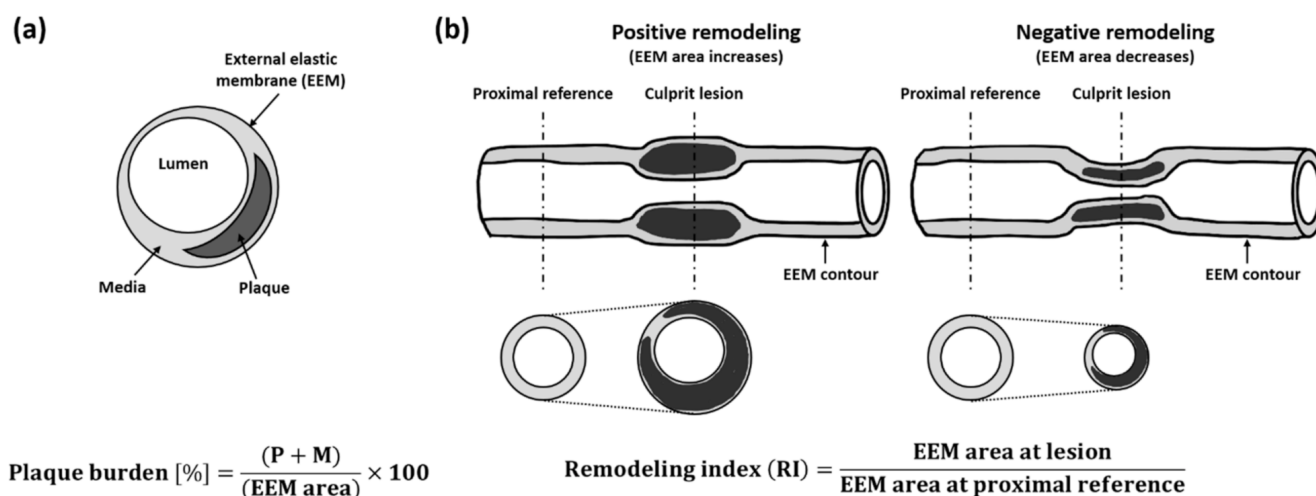 (a)
External elastic
membrane (EEM)
Lumen
Media
Plaque
Plaque burden [%] = (P + M) / (EEM area) × 100
(b)
Positive remodeling
(EEM area increases)
Proximal reference
Culprit lesion
EEM contour
Negative remodeling
(EEM area decreases)
Proximal reference
Culprit lesion
EEM contour
Remodeling index (RI) = EEM area at lesion / EEM area at proximal reference